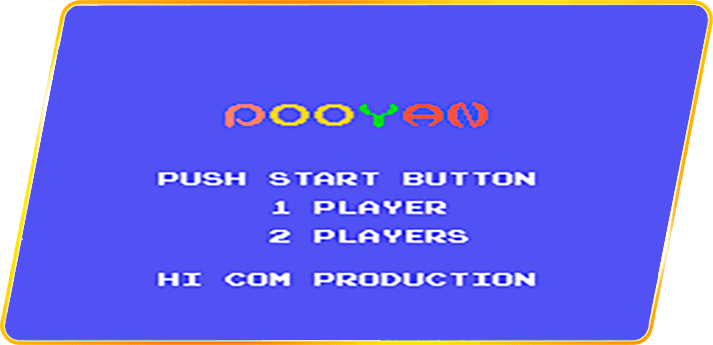 POOYAN
PUSH START BUTTON
1 PLAYER
2 PLAYERS
HI COM PRODUCTION